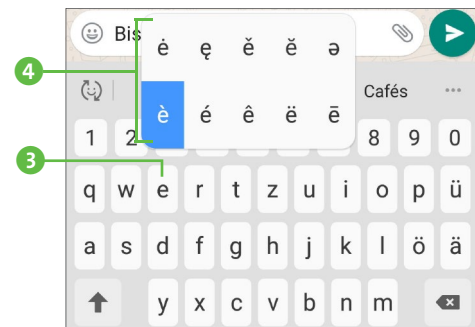 Bis
ė ę ě ĕ ə
4
è é ê ë ē
Cafés
1 2 8 9 0
3
q w e r t z u i o p ü
a s d f g h j k l ö ä
y x c v b n m